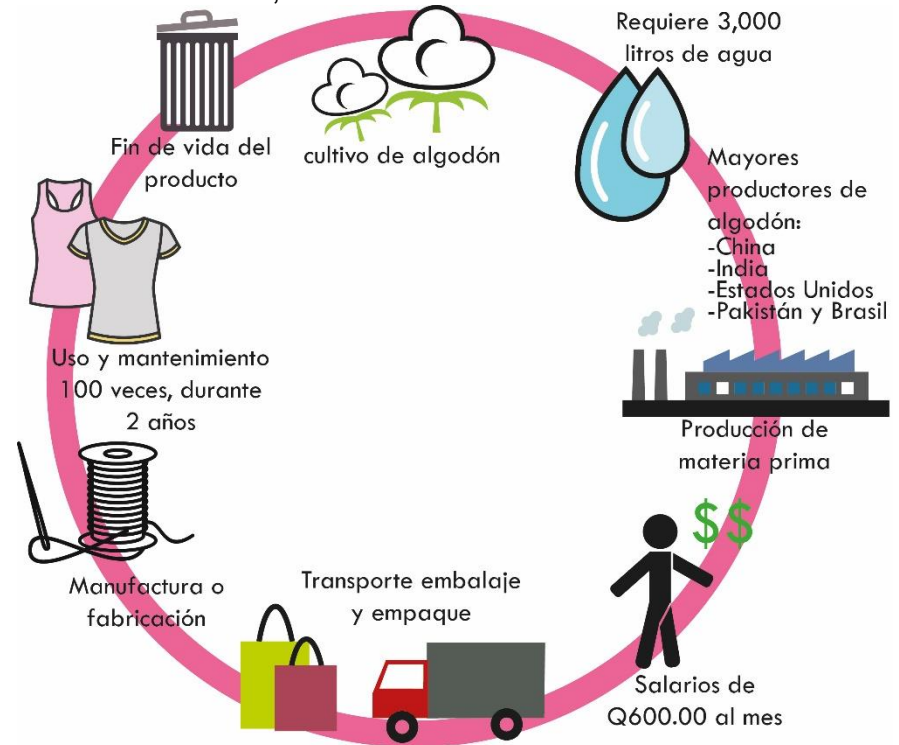 cultivo de algodón
Requiere 3,000
litros de agua
Mayores
productores de
algodón:
-China
-India
-Estados Unidos
-Pakistán y Brasil
Producción de
materia prima
$$
Salarios de
Q600.00 al mes
Transporte embalaje
y empaque
Manufactura o
fabricación
Uso y mantenimiento
100 veces, durante
2 años
Fin de vida del
producto